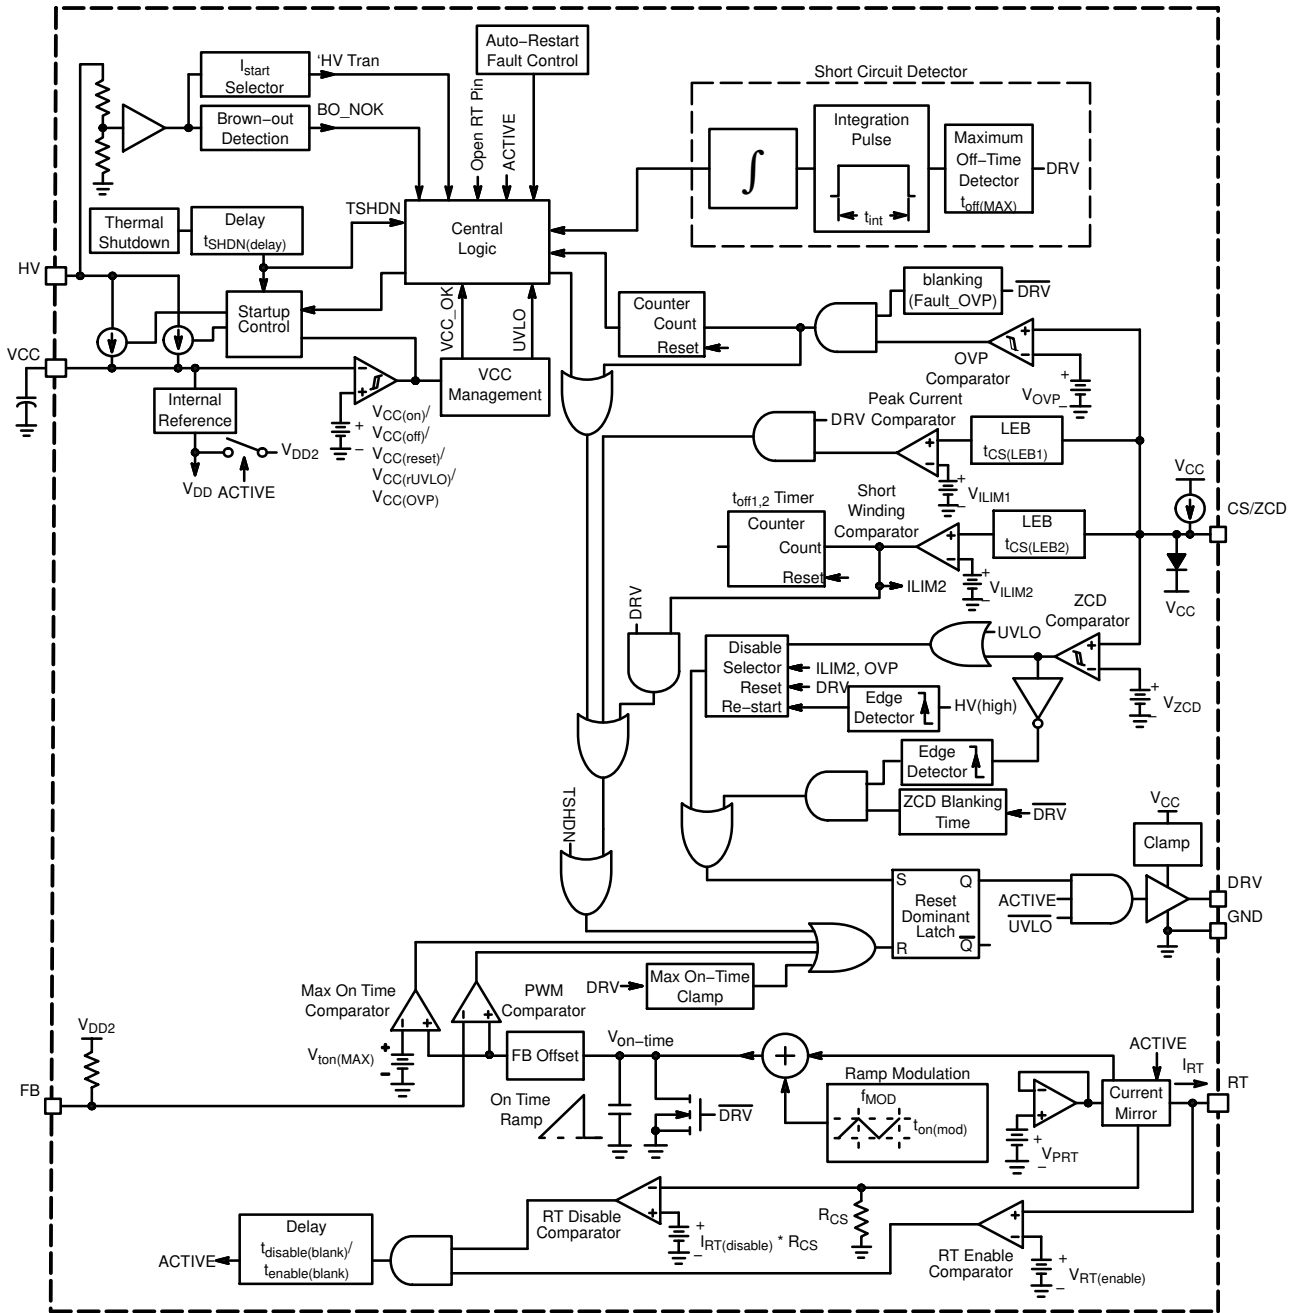 Auto−Restart
Fault Control
Istart
Selector
'HV Tran
Brown−out
Detection
BO_NOK
Open RT Pin
ACTIVE
Short Circuit Detector
∫
Integration
Pulse
tint
Maximum
Off−Time
Detector
toff(MAX)
DRV
Thermal
Shutdown
Delay
tSHDN(delay)
TSHDN
Central
Logic
HV
Startup
Control
VCC_OK
UVLO
Counter
Count
Reset
blanking
(Fault_OVP)
DRV
OVP
Comparator
+
−
VOVP
+
−
VCC
Internal
Reference
VDD
VDD2
ACTIVE
−
+
+
−
VCC(on)/
VCC(off)/
VCC(reset)/
VCC(rUVLO)/
VCC(OVP)
VCC
Management
Peak Current
Comparator
DRV
+
−
LEB
tCS(LEB1)
+
−
VILIM1
VCC
CS/ZCD
VCC
toff1,2 Timer
Counter
Count
Reset
Short
Winding
Comparator
ILIM2
+
−
LEB
tCS(LEB2)
+
−
VILIM2
DRV
Disable
Selector
Reset
Re−start
UVLO
ILIM2, OVP
DRV
Edge
Detector
HV(high)
ZCD
Comparator
+
−
+
−
VZCD
Edge
Detector
ZCD Blanking
Time
DRV
TSHDN
S
Q
Reset
Dominant
Latch
Q
R
ACTIVE
UVLO
VCC
Clamp
DRV
GND
DRV
Max On−Time
Clamp
Max On Time
Comparator
−
+
PWM
Comparator
−
+
VDD2
Vton(MAX)
+
−
FB
FB Offset
Von−time
On Time
Ramp
DRV
+
Ramp Modulation
fMOD
ton(mod)
ACTIVE
IRT
RT
Current
Mirror
−
+
+
−
VPRT
−
+
RT Disable
Comparator
+
−
IRT(disable) * RCS
RCS
+
−
RT Enable
Comparator
+
−
VRT(enable)
Delay
tdisable(blank)/
tenable(blank)
ACTIVE